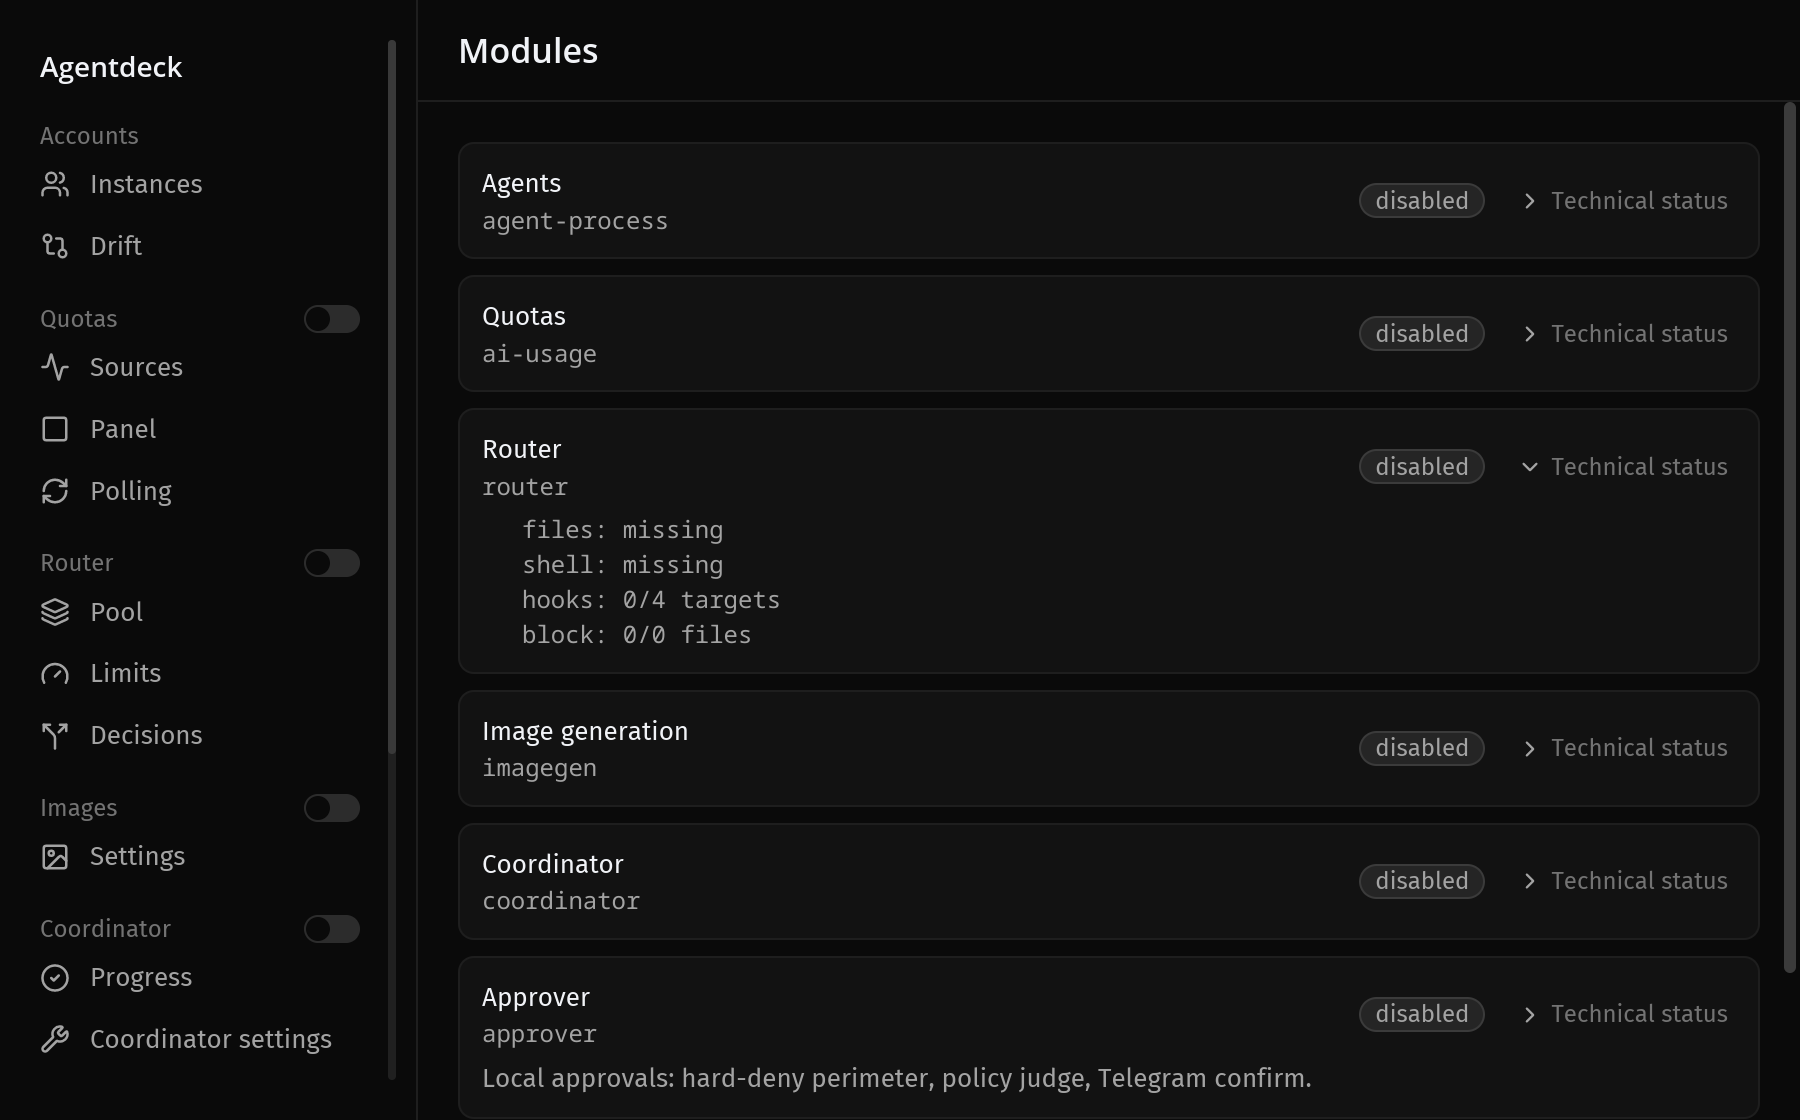 Agentdeck
Accounts
Instances
Drift
Quotas
Sources
Panel
Polling
Router
Pool
Limits
Decisions
Images
Settings
Coordinator
Progress
Coordinator settings
Modules
Agents
agent-process
disabled
Technical status
Quotas
ai-usage
disabled
Technical status
Router
router
disabled
Technical status
files: missing
shell: missing
hooks: 0/4 targets
block: 0/0 files
Image generation
imagegen
disabled
Technical status
Coordinator
coordinator
disabled
Technical status
Approver
approver
disabled
Technical status
Local approvals: hard-deny perimeter, policy judge, Telegram confirm.